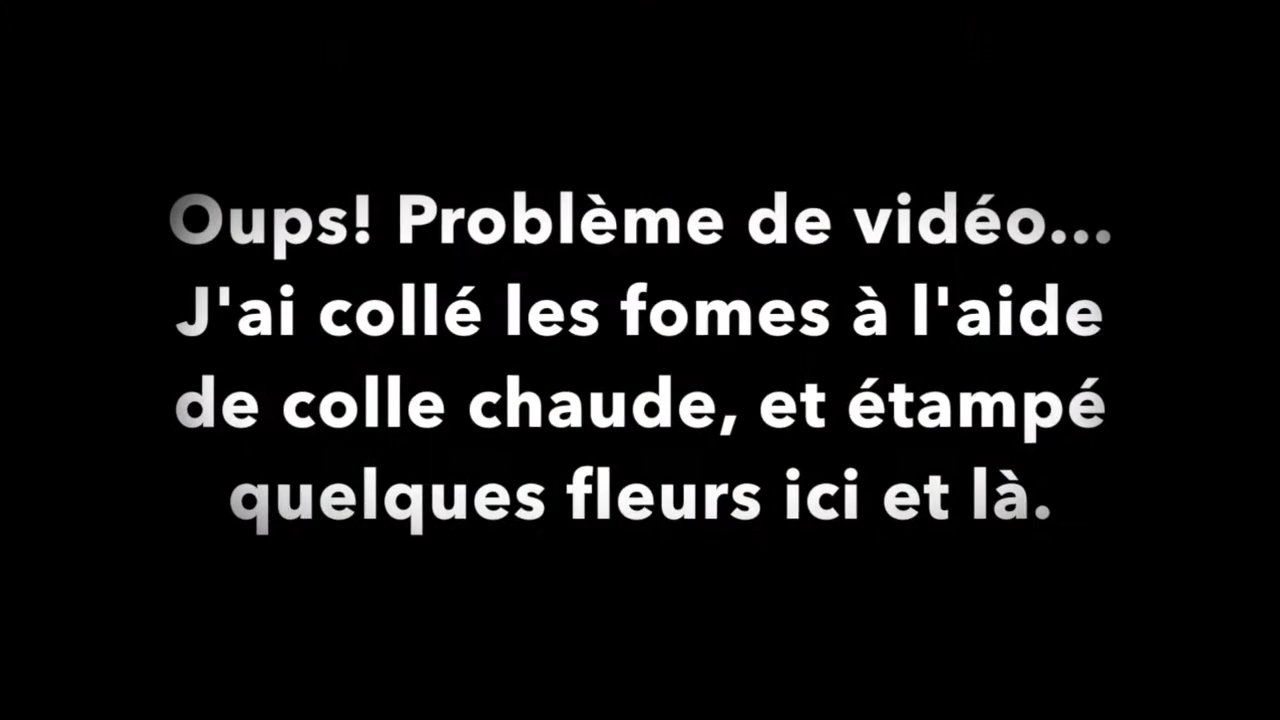 Oups! Problème de vidéo...
J'ai collé les fomes à l'aide
de colle chaude, et étampé
quelques fleurs ici et là.